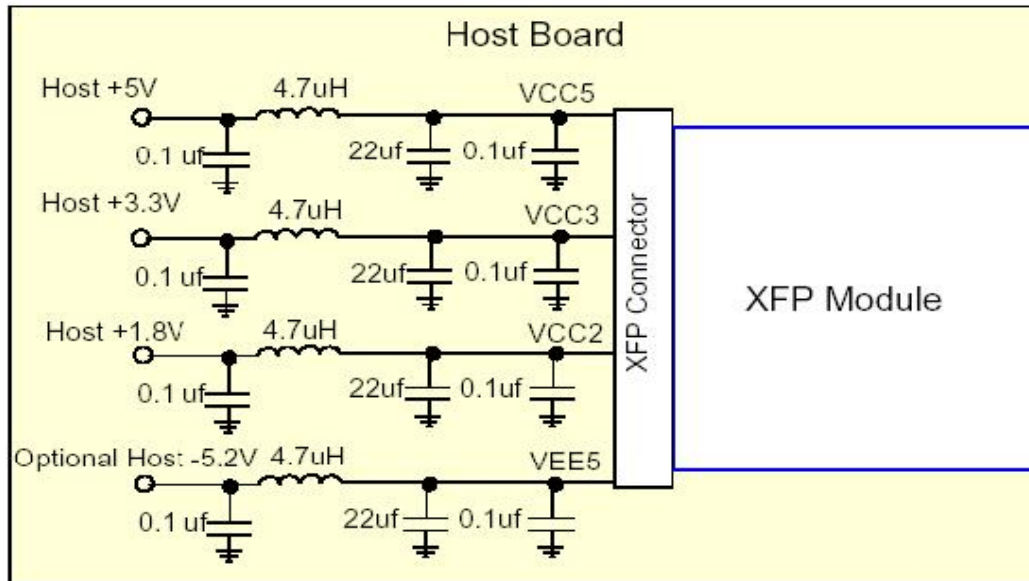 Host Board
Host +5V
4.7uH
VCC5
0.1 uf
22uf
0.1uf
Host +3.3V
4.7uH
VCC3
0.1 uf
22uf
0.1uf
Host +1.8V
4.7uH
VCC2
0.1 uf
22uf
0.1uf
Optional Host -5.2V
4.7uH
VEE5
0.1 uf
22uf
0.1uf
XFP Connector
XFP Module